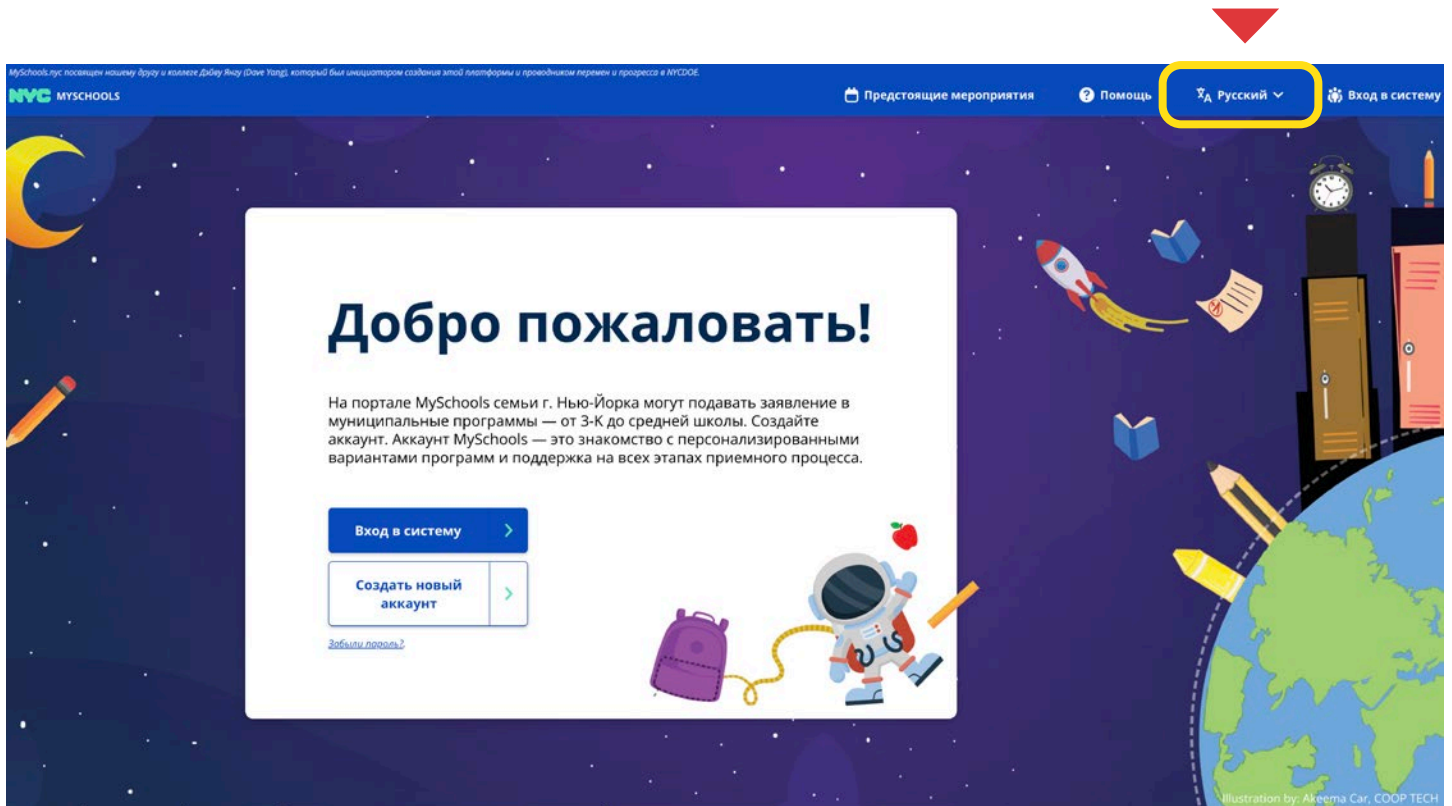 MySchools.nyc посвящен нашему другу и коллеге Дэйву Янгу (Dave Yang), который был инициатором создания этой платформы и проводником перемен и прогресса в NYCDOE.
NYC MYSCHOOLS
Предстоящие мероприятия
Помощь
Русский
Вход в систему
Добро пожаловать!
На портале MySchools семьи г. Нью-Йорка могут подавать заявление в
муниципальные программы — от 3-K до средней школы. Создайте
аккаунт. Аккаунт MySchools — это знакомство с персонализированными
вариантами программ и поддержка на всех этапах приемного процесса.
Вход в систему
Создать новый
аккаунт
Забыли пароль?
Illustration by: Akeema Car, COOP TECH